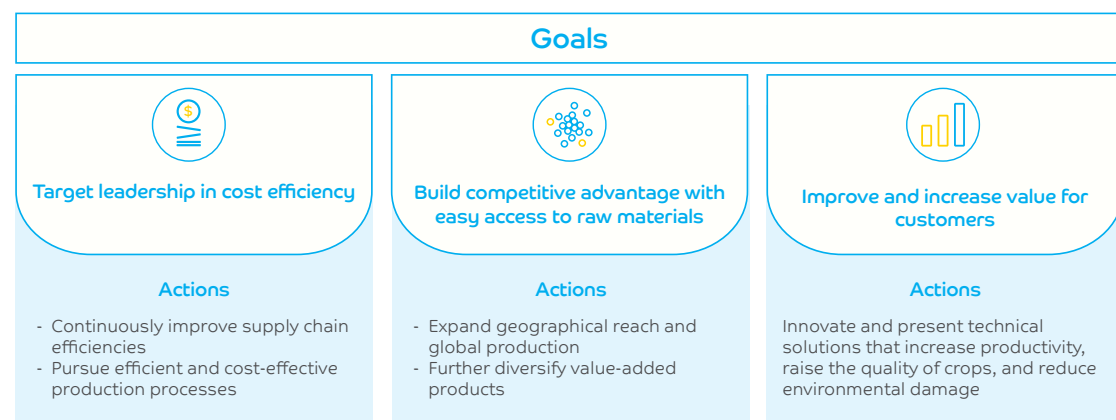 Goals
$
Target leadership in cost efficiency
Actions
- Continuously improve supply chain
efficiencies
- Pursue efficient and cost-effective
production processes
Build competitive advantage with
easy access to raw materials
Actions
- Expand geographical reach and
global production
- Further diversify value-added
products
Improve and increase value for
customers
Actions
Innovate and present technical
solutions that increase productivity,
raise the quality of crops, and reduce
environmental damage